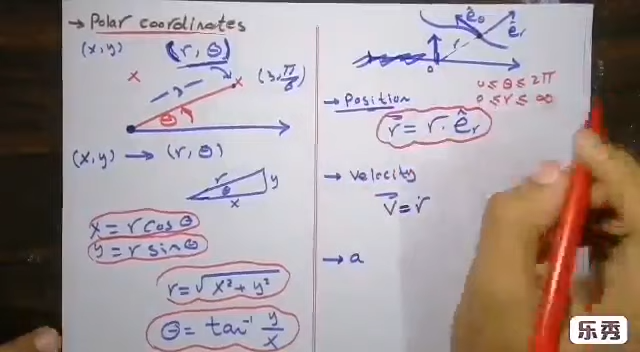 → Polar coordinates
(x,y) (r, θ)
x x (3, π/6)
3
θ
(x,y) → (r, θ)
r y
θ
x
x = r cos θ
y = r sin θ
r = √x² + y²
θ = tan⁻¹ y/x
ê_θ
ê_r
r
0
0 ≤ θ ≤ 2π
0 ≤ r ≤ ∞
→ Position
r⃗ = r. ê_r
→ Velocity
v⃗ = ṙ
→ a
乐秀